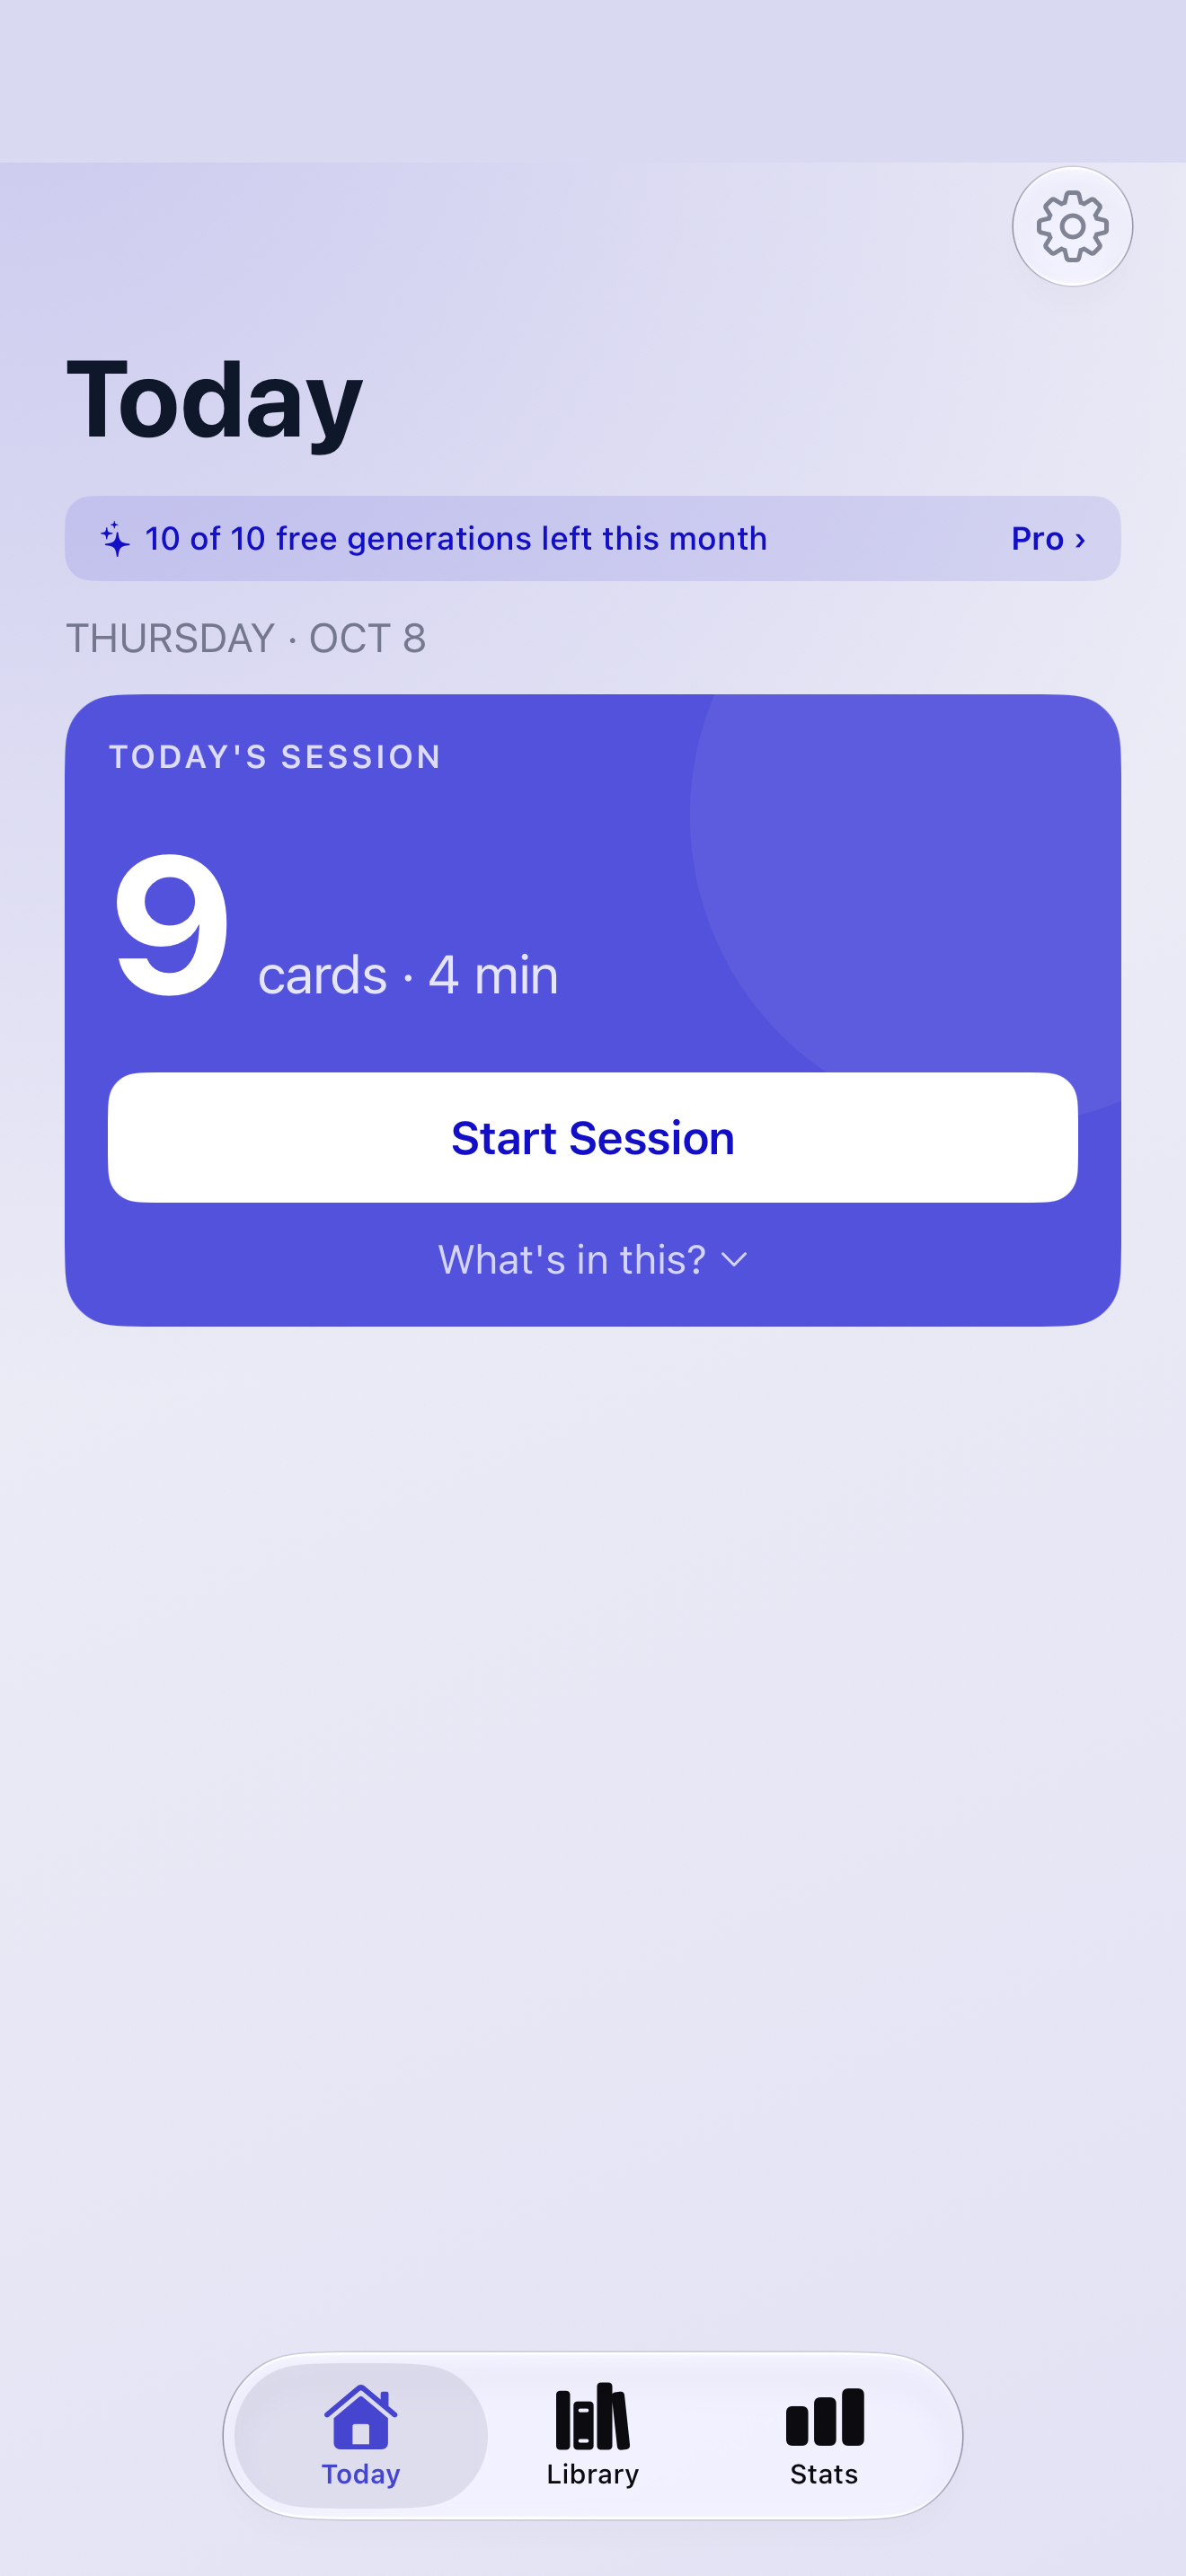 Today
10 of 10 free generations left this month Pro ›
THURSDAY · OCT 8
TODAY'S SESSION
9 cards · 4 min
Start Session
What's in this?
Today Library Stats